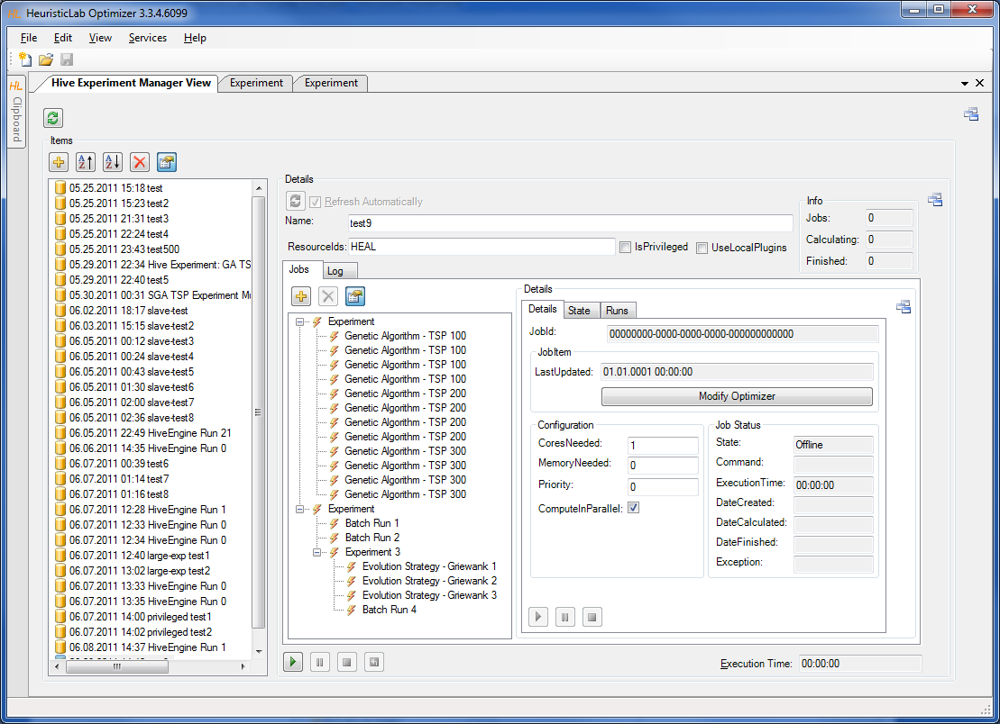 HeuristicLab Optimizer 3.3.4.6099
File Edit View Services Help
HL Clipboard
Hive Experiment Manager View Experiment Experiment
Items
05.25.2011 15:18 test
05.25.2011 15:23 test2
05.25.2011 21:31 test3
05.25.2011 22:24 test4
05.25.2011 23:43 test500
05.29.2011 22:34 Hive Experiment: GA TS
05.29.2011 22:40 test5
05.30.2011 00:31 SGA TSP Experiment M
06.02.2011 18:17 slave-test
06.03.2011 15:15 slave-test2
06.05.2011 00:12 slave-test3
06.05.2011 00:24 slave-test4
06.05.2011 00:43 slave-test5
06.05.2011 01:30 slave-test6
06.05.2011 02:00 slave-test7
06.05.2011 02:36 slave-test8
06.05.2011 22:49 HiveEngine Run 21
06.06.2011 14:35 HiveEngine Run 0
06.07.2011 00:39 test6
06.07.2011 01:14 test7
06.07.2011 01:16 test8
06.07.2011 12:28 HiveEngine Run 1
06.07.2011 12:33 HiveEngine Run 0
06.07.2011 12:34 HiveEngine Run 0
06.07.2011 12:40 large-exp test1
06.07.2011 13:02 large-exp test2
06.07.2011 13:33 HiveEngine Run 0
06.07.2011 13:35 HiveEngine Run 0
06.07.2011 14:00 privileged test1
06.07.2011 14:02 privileged test2
06.08.2011 14:37 HiveEngine Run 1
Details
Refresh Automatically
Name: test9
ResourceIds: HEAL IsPrivileged UseLocalPlugins
Info
Jobs: 0
Calculating: 0
Finished: 0
Jobs Log
Experiment
Genetic Algorithm - TSP 100
Genetic Algorithm - TSP 100
Genetic Algorithm - TSP 100
Genetic Algorithm - TSP 100
Genetic Algorithm - TSP 200
Genetic Algorithm - TSP 200
Genetic Algorithm - TSP 200
Genetic Algorithm - TSP 200
Genetic Algorithm - TSP 300
Genetic Algorithm - TSP 300
Genetic Algorithm - TSP 300
Genetic Algorithm - TSP 300
Experiment
Batch Run 1
Batch Run 2
Experiment 3
Evolution Strategy - Griewank 1
Evolution Strategy - Griewank 2
Evolution Strategy - Griewank 3
Batch Run 4
Details
Details State Runs
JobId: 00000000-0000-0000-0000-000000000000
JobItem
LastUpdated: 01.01.0001 00:00:00
Modify Optimizer
Configuration
CoresNeeded: 1
MemoryNeeded: 0
Priority: 0
ComputeInParallel:
Job Status
State: Offline
Command:
ExecutionTime: 00:00:00
DateCreated:
DateCalculated:
DateFinished:
Exception:
Execution Time: 00:00:00